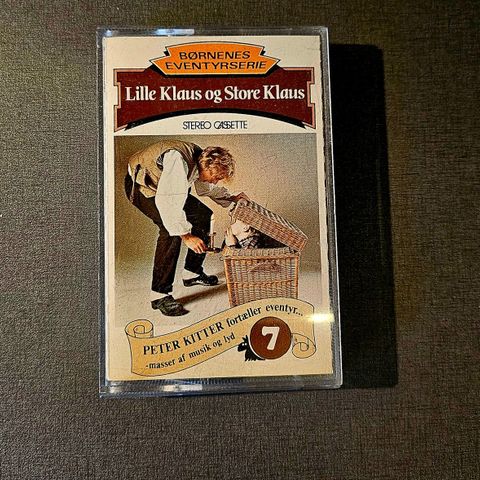 BØRNENES
EVENTYRSERIE
Lille Klaus og Store Klaus
STEREO CASSETTE
PETER KITTER fortæller eventyr...
-masser af musik og lyd
7